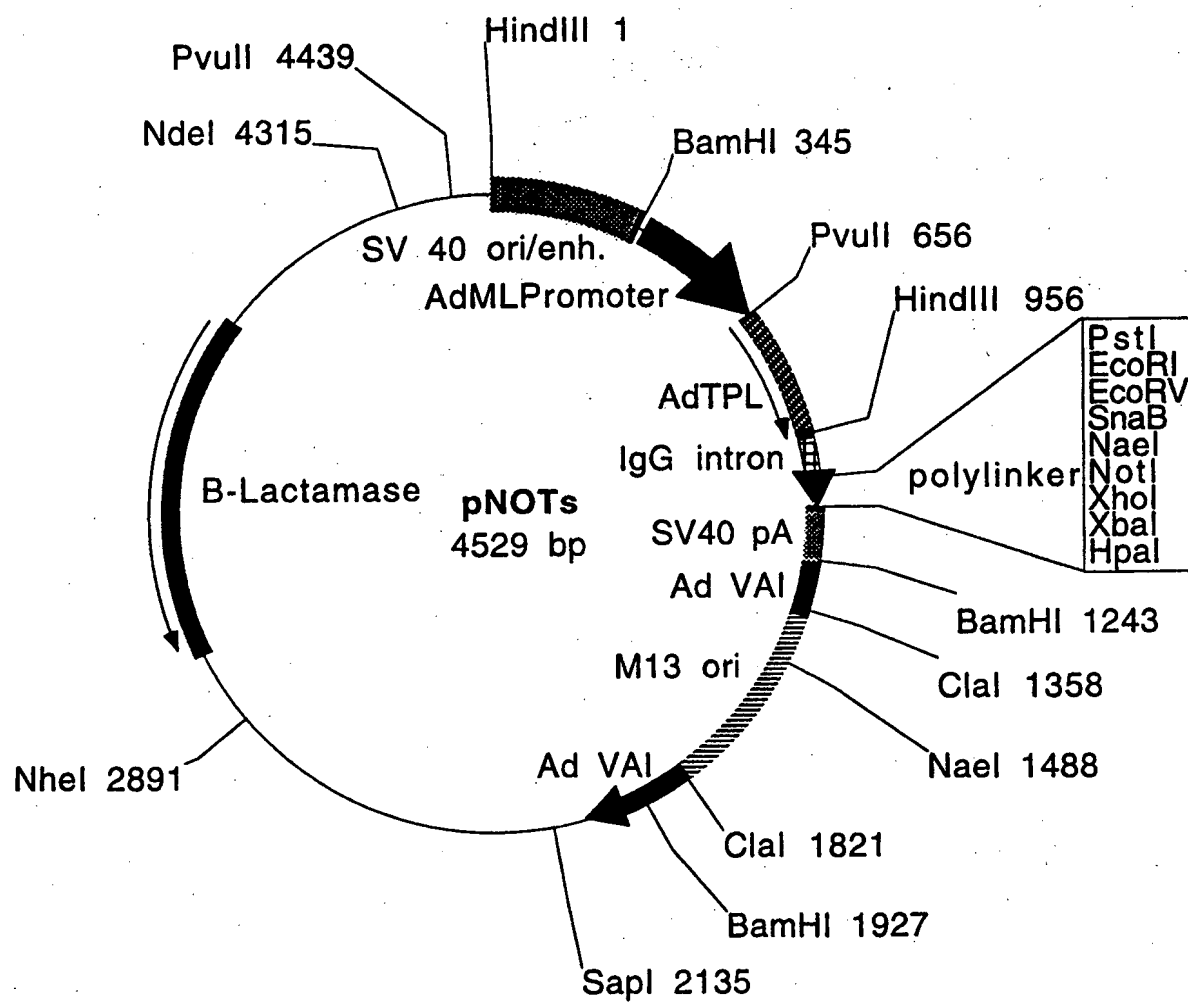 HindIII 1
PvuII 4439
NdeI 4315
BamHI 345
SV 40 ori/enh.
PvuII 656
AdMLPromoter
HindIII 956
PstI
EcoRI
EcoRV
SnaB
NaeI
NotI
XhoI
XbaI
HpaI
AdTPL
IgG intron
polylinker
B-Lactamase
pNOTs
4529 bp
SV40 pA
Ad VAI
BamHI 1243
M13 ori
ClaI 1358
Ad VAI
NaeI 1488
NheI 2891
ClaI 1821
BamHI 1927
SapI 2135